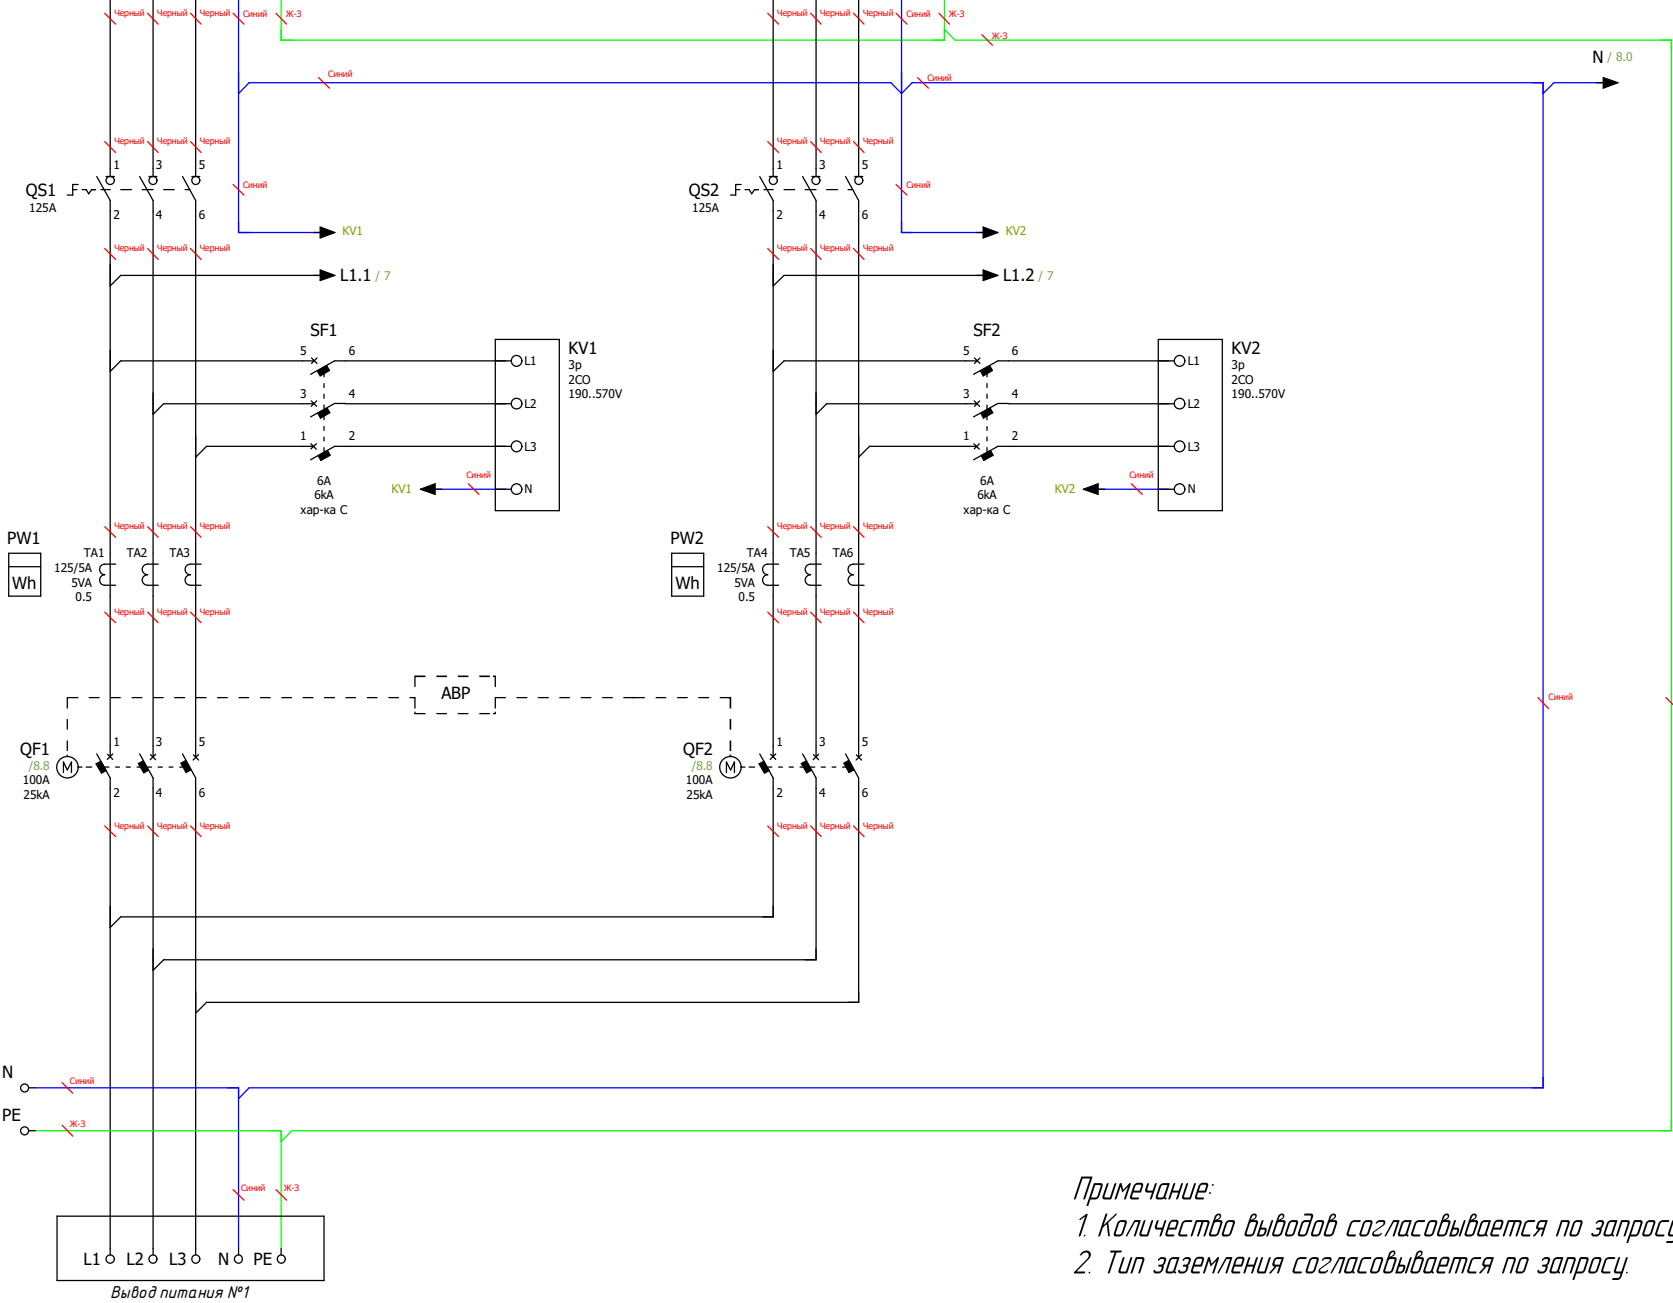 Черный Черный Черный Синий Ж-З Черный Черный Черный Синий Ж-З
Ж-З
N / 8.0
Синий Синий
Черный Черный Черный Черный Черный Черный
1 3 5 1 3 5
QS1 Синий QS2 Синий
125A 125A
2 4 6 2 4 6
KV1 KV2
Черный Черный Черный Черный Черный Черный
L1.1 / 7 L1.2 / 7
SF1 SF2
5 6 L1 KV1 5 6 L1 KV2
3p 3p
2CO 2CO
190..570V 190..570V
3 4 L2 3 4 L2
1 2 L3 1 2 L3
Синий Синий
6A 6A
KV1 N KV2 N
6kA 6kA
хар-ка C хар-ка C
Черный Черный Черный Черный Черный Черный
PW1 PW2
TA1 TA2 TA3 TA4 TA5 TA6
125/5A 125/5A
Wh 5VA Wh 5VA
0.5 0.5
Черный Черный Черный Черный Черный Черный
АВР
Синий
1 3 5 1 3 5
QF1 QF2
/8.8 M /8.8 M
100A 100A
25kA 25kA
2 4 6 2 4 6
Черный Черный Черный Черный Черный Черный
N
Синий
PE
Ж-З
Синий Ж-З
L1 L2 L3 N PE
Вывод питания №1
Примечание:
1. Количество выводов согласовывается по запросу
2. Тип заземления согласовывается по запросу.